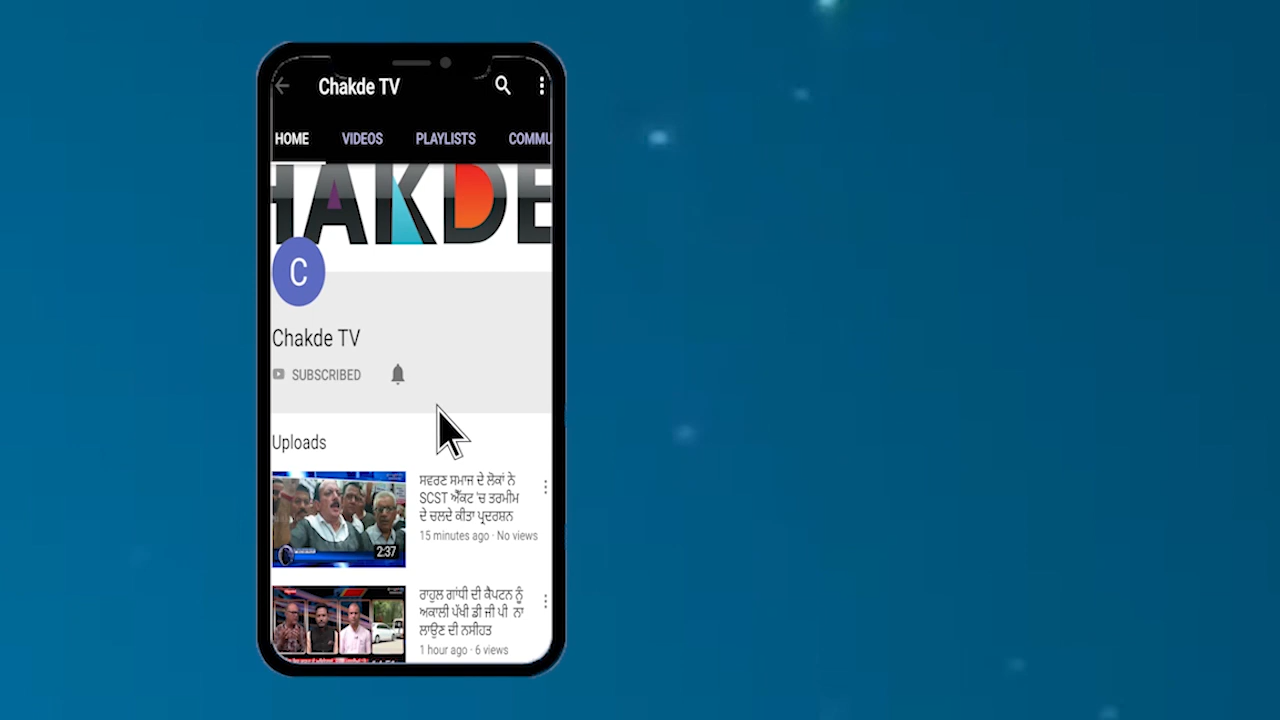 Chakde TV
HOME VIDEOS PLAYLISTS COMMU
HAKDE
C
Chakde TV
SUBSCRIBED
Uploads
ਸਵਰਣ ਸਮਾਜ ਦੇ ਲੋਕਾਂ ਨੇ
SCST ਐੱਕਟ 'ਚ ਤਰਮੀਮ
ਦੇ ਚਲਦੇ ਕੀਤਾ ਪ੍ਰਦਰਸ਼ਨ
15 minutes ago · No views
2:37
ਰਾਹੁਲ ਗਾਂਧੀ ਦੀ ਕੈਪਟਨ ਨੂੰ
ਅਕਾਲੀ ਪੱਖੀ ਡੀ ਜੀ ਪੀ ਨਾ
ਲਾਉਣ ਦੀ ਨਸੀਹਤ
1 hour ago · 6 views